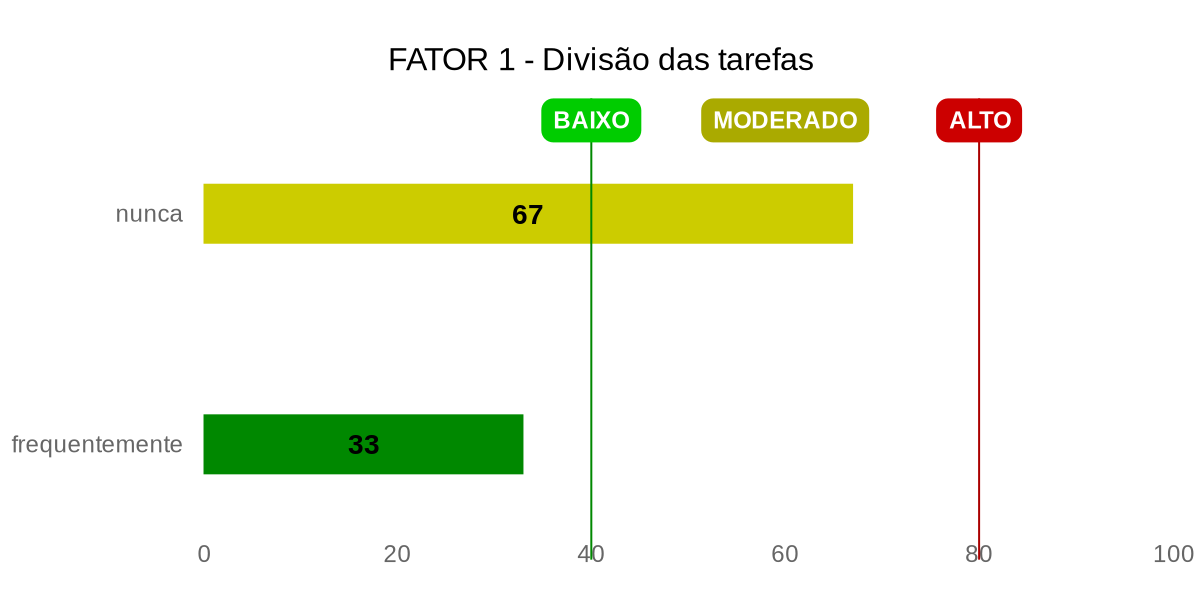 FATOR 1 - Divisão das tarefas
BAIXO MODERADO ALTO
nunca 67
frequentemente 33
0 20 40 60 80 100